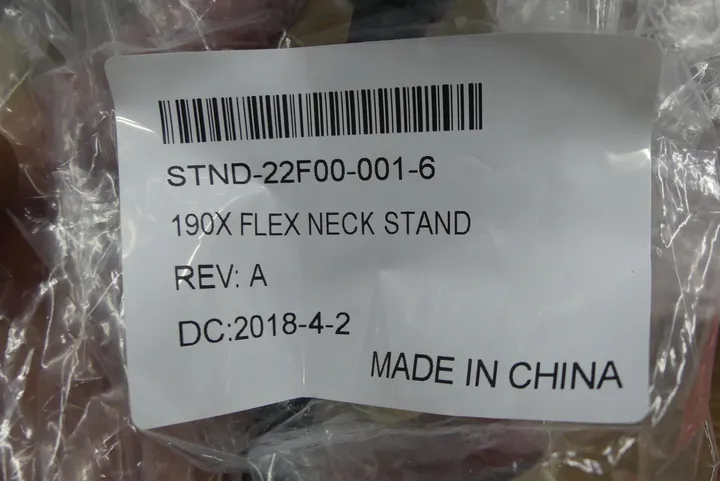 STND-22F00-001-6
190X FLEX NECK STAND
REV: A
DC:2018-4-2
MADE IN CHINA